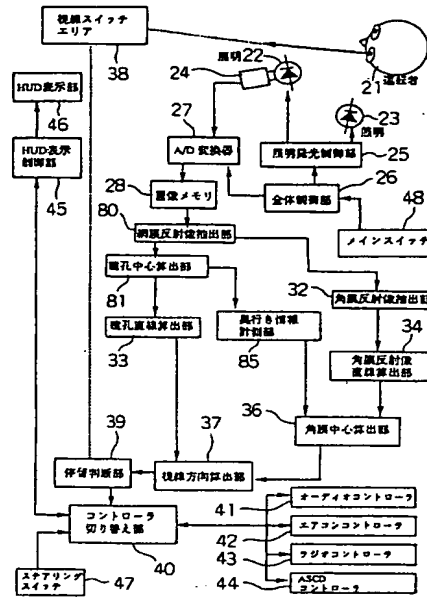 視線スイッチ
エリア
38
照明
22
24
21
運転者
HUD表示部
46
27
23
照明
A/D変換器
照明発光制御部
25
HUD表示
制御部
45
28
画像メモリ
全体制御部
26
48
80
網膜反射像抽出部
メインスイッチ
瞳孔中心算出部
81
32
角膜反射像抽出部
瞳孔直線算出部
33
奥行き情報
計測部
85
34
角膜反射像
直線算出部
36
39
37
角膜中心算出部
停留判断部
視線方向算出部
コントローラ
切り替え部
40
41
オーディオコントローラ
42
エアコンコントローラ
43
ラジオコントローラ
44
ASCD
コントローラ
ステアリング
スイッチ
47